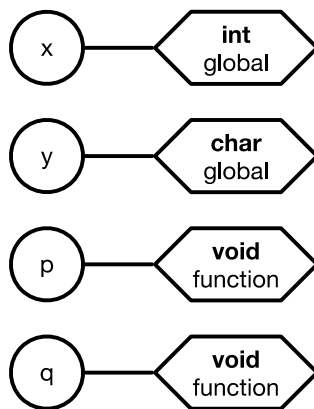 x
int
global
y
char
global
p
void
function
q
void
function